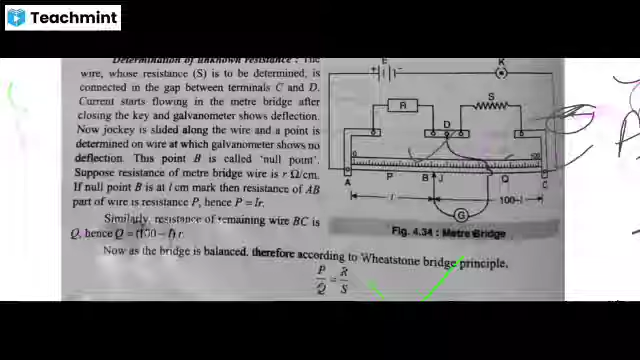 Teachmint
Determination of unknown resistance : The
wire, whose resistance (S) is to be determined, is
connected in the gap between terminals C and D.
Current starts flowing in the metre bridge after
closing the key and galvanometer shows deflection.
Now jockey is slided along the wire and a point is
determined on wire at which galvanometer shows no
deflection. This point B is called 'null point'.
Suppose resistance of metre bridge wire is r Ω/cm.
If null point B is at l cm mark then resistance of AB
part of wire is resistance P, hence P = lr.
Similarly, resistance of remaining wire BC is
Q, hence Q = (100 – l) r.
Now as the bridge is balanced, therefore according to Wheatstone bridge principle,
P/Q = R/S
E
K
R
S
D
0
100
A
P
B
J
Q
C
l
100–l
G
Fig. 4.34 : Metre Bridge